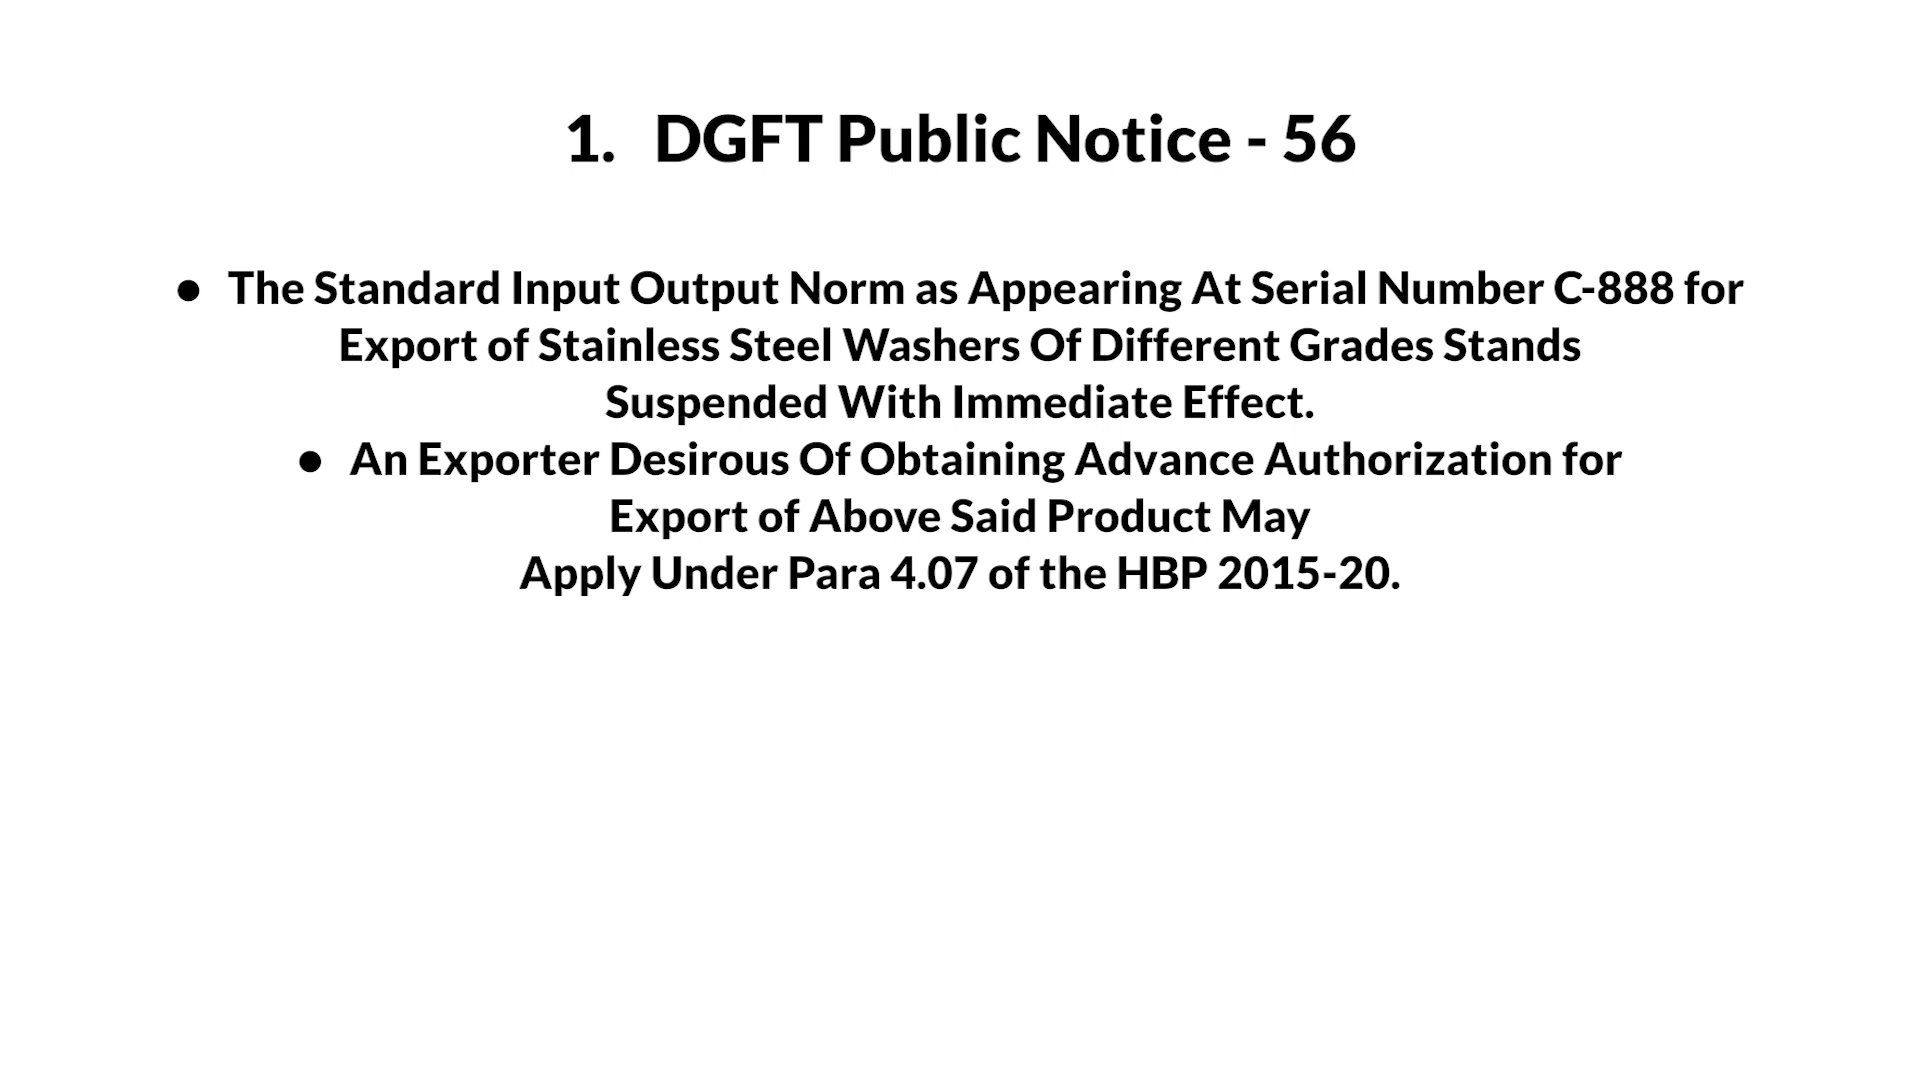 1. DGFT Public Notice - 56
● The Standard Input Output Norm as Appearing At Serial Number C-888 for
Export of Stainless Steel Washers Of Different Grades Stands
Suspended With Immediate Effect.
● An Exporter Desirous Of Obtaining Advance Authorization for
Export of Above Said Product May
Apply Under Para 4.07 of the HBP 2015-20.